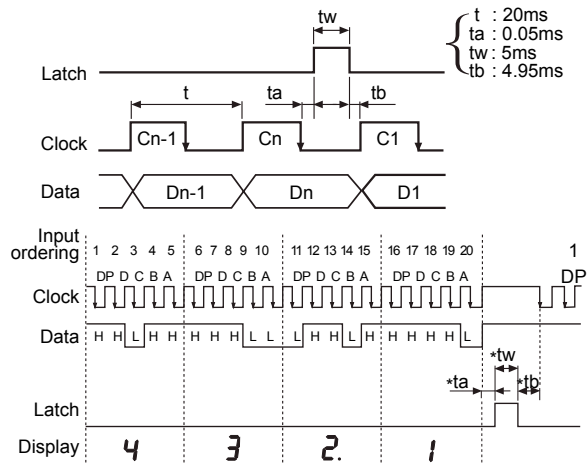 tw
t : 20ms
ta : 0.05ms
tw : 5ms
tb : 4.95ms
Latch
t ta tb
Clock Cn-1 Cn C1
Data Dn-1 Dn D1
Input
ordering 1 2 3 4 5 6 7 8 9 10 11 12 13 14 15 16 17 18 19 20 1
DP D C B A DP D C B A DP D C B A DP D C B A DP
Clock
Data H H L H H H H H L L L H H L H H H H H L
*tw
*ta *tb
Latch
Display 4 3 2. 1